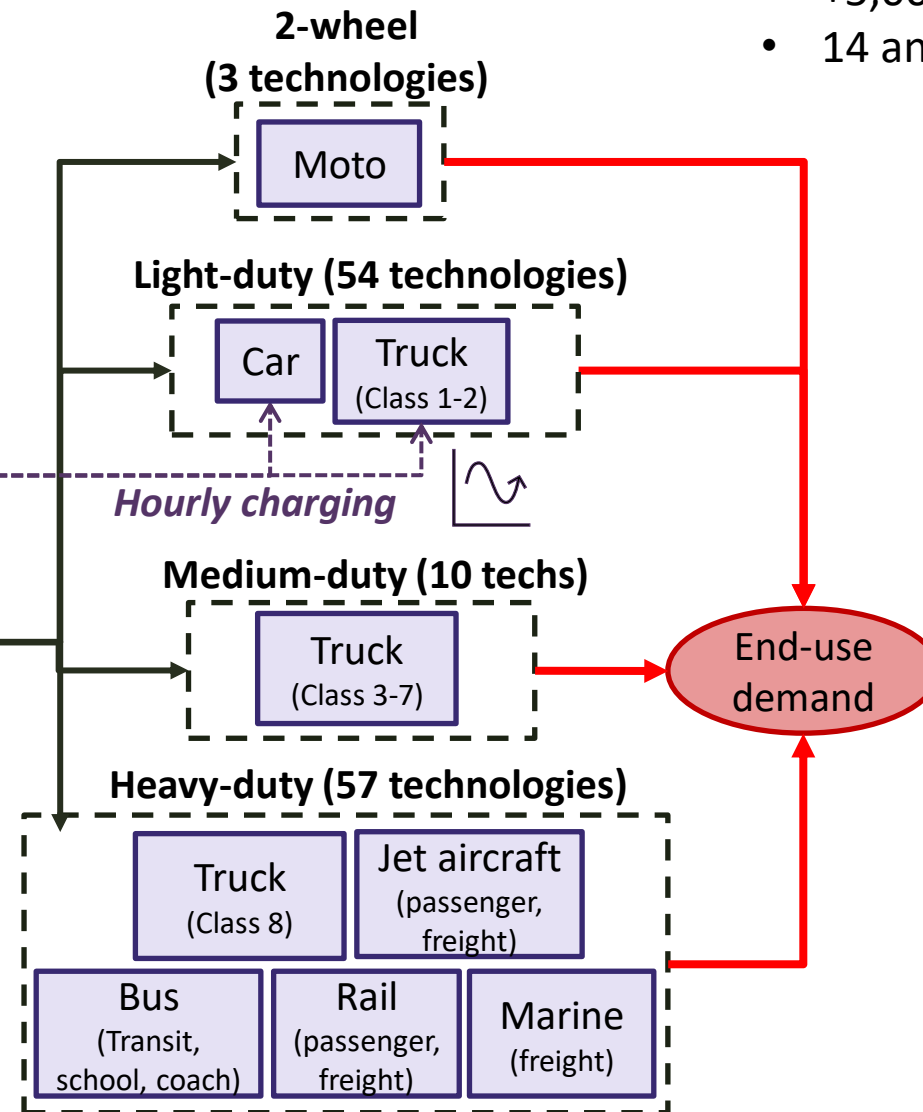 2-wheel
(3 technologies)
• 14 an
Moto
Light-duty (54 technologies)
Car
Truck
(Class 1-2)
Hourly charging
Medium-duty (10 techs)
Truck
(Class 3-7)
End-use
demand
Heavy-duty (57 technologies)
Truck
(Class 8)
Jet aircraft
(passenger,
freight)
Bus
(Transit,
school, coach)
Rail
(passenger,
freight)
Marine
(freight)